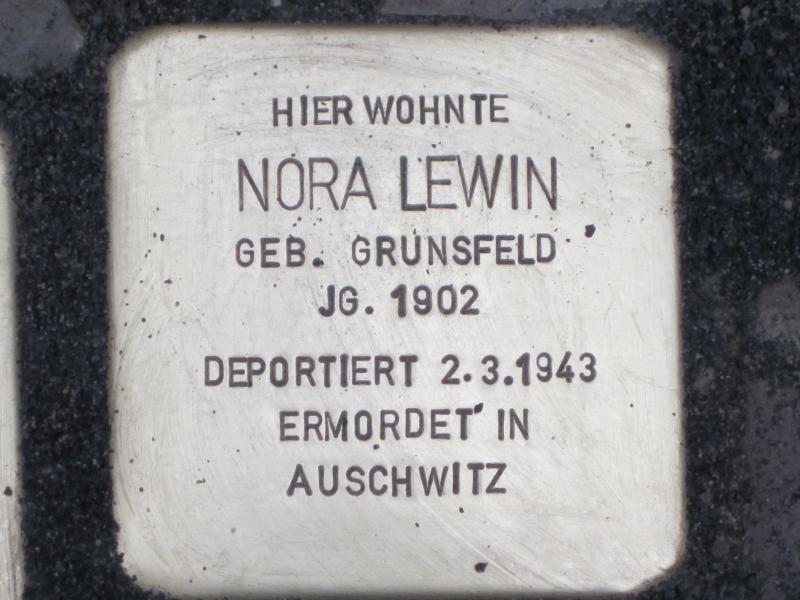 HIER WOHNTE
NORA LEWIN
GEB. GRUNSFELD
JG. 1902
DEPORTIERT 2.3.1943
ERMORDET IN
AUSCHWITZ